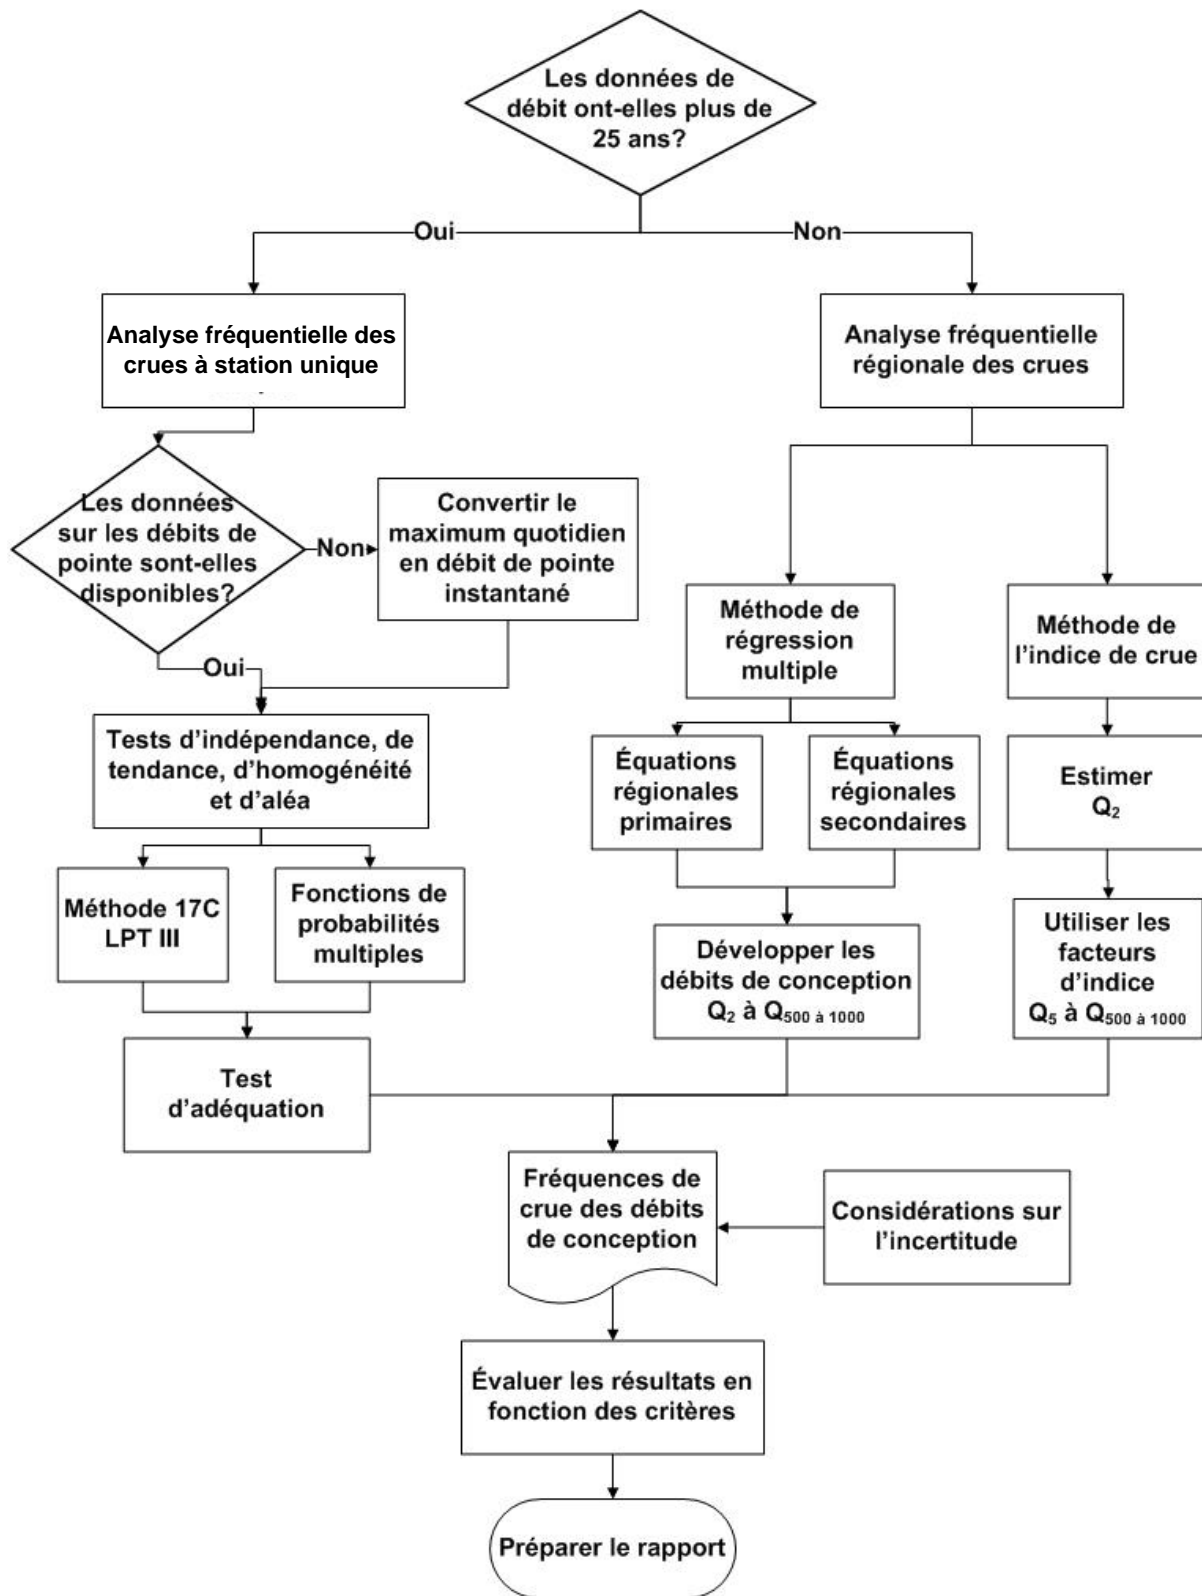 Les données de
débit ont-elles plus de
25 ans?
Oui
Non
Analyse fréquentielle des
crues à station unique
Analyse fréquentielle
régionale des crues
Les données
sur les débits de
pointe sont-elles
disponibles?
Non
Convertir le
maximum quotidien
en débit de pointe
instantané
Oui
Méthode de
régression
multiple
Méthode de
l'indice de crue
Tests d'indépendance, de
tendance, d'homogénéité
et d'aléa
Équations
régionales
primaires
Équations
régionales
secondaires
Estimer
Q₂
Méthode 17C
LPT III
Fonctions de
probabilités
multiples
Développer les
débits de conception
Q₂ à Q₅₀₀ à ₁₀₀₀
Utiliser les
facteurs
d'indice
Q₅ à Q₅₀₀ à ₁₀₀₀
Test
d'adéquation
Fréquences de
crue des débits
de conception
Considérations sur
l'incertitude
Évaluer les résultats en
fonction des critères
Préparer le rapport